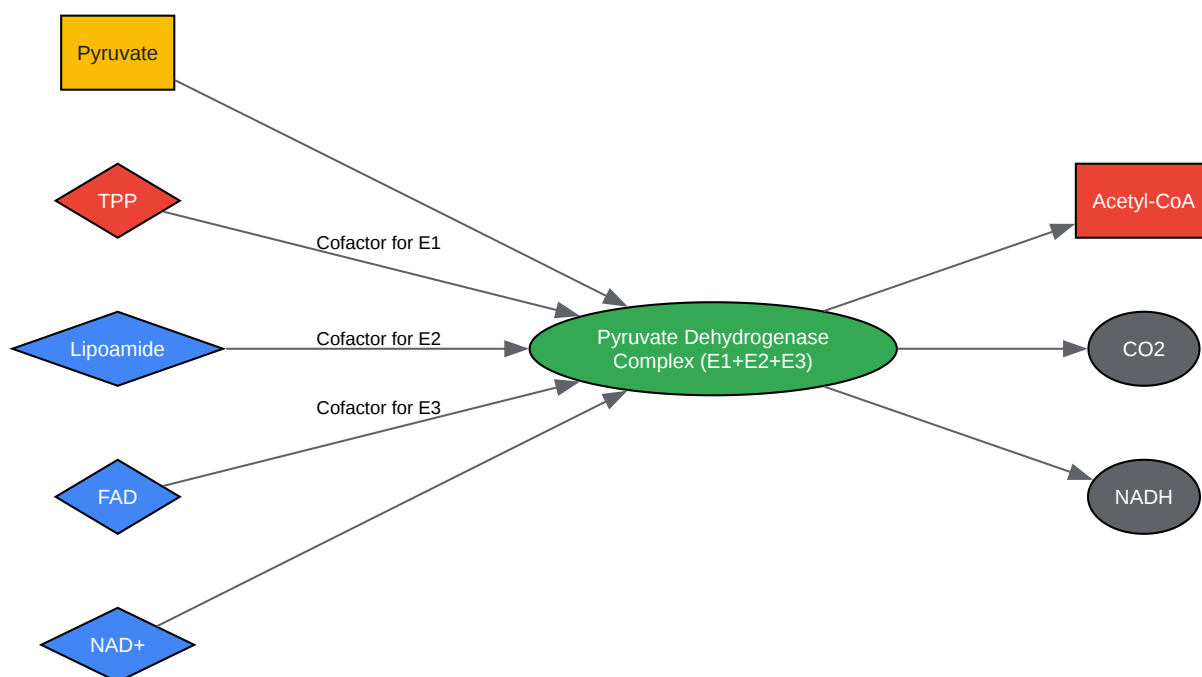 Pyruvate
TPP
Cofactor for E1
Acetyl-CoA
Lipoamide
Cofactor for E2
Pyruvate Dehydrogenase
Complex (E1+E2+E3)
CO2
Cofactor for E3
FAD
NADH
NAD+